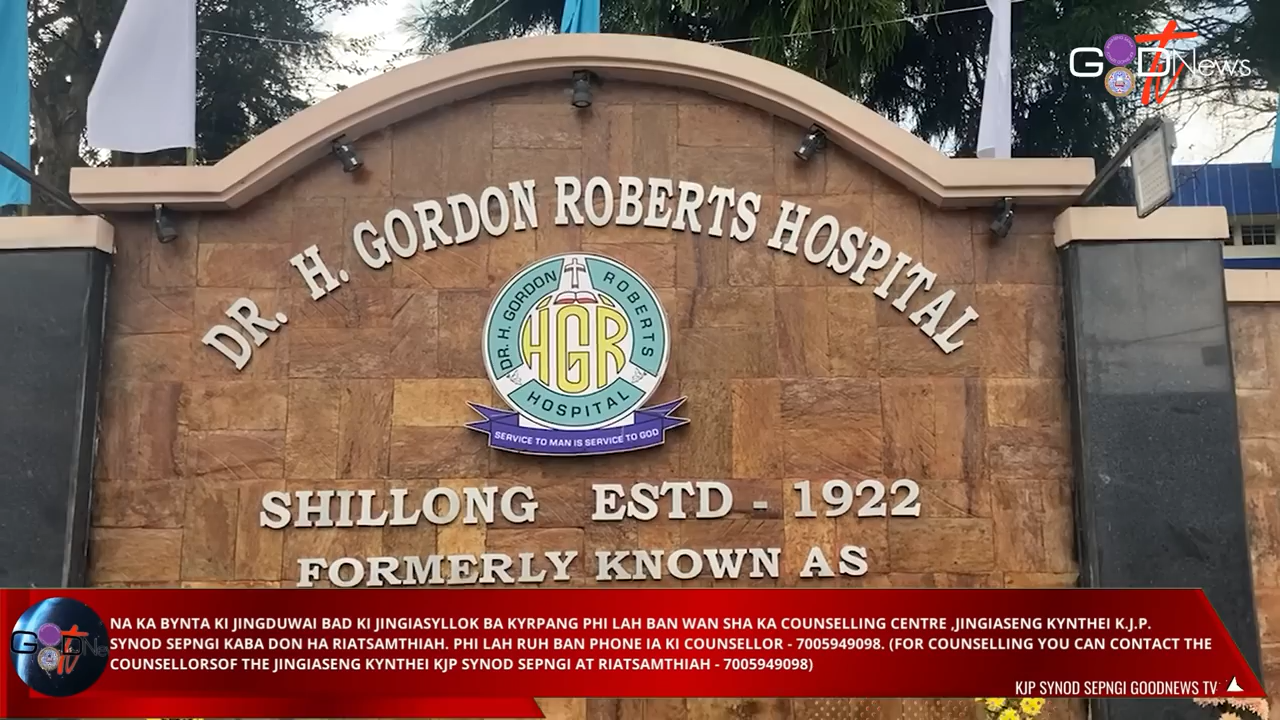 GOOD News TV
DR. H. GORDON ROBERTS HOSPITAL
DR. H. GORDON ROBERTS
HGR
HOSPITAL
SERVICE TO MAN IS SERVICE TO GOD
SHILLONG ESTD - 1922
FORMERLY KNOWN AS
NA KA BYNTA KI JINGDUWAI BAD KI JINGIASYLLOK BA KYRPANG PHI LAH BAN WAN SHA KA COUNSELLING CENTRE ,JINGIASENG KYNTHEI K.J.P.
SYNOD SEPNGI KABA DON HA RIATSAMTHIAH. PHI LAH RUH BAN PHONE IA KI COUNSELLOR - 7005949098. (FOR COUNSELLING YOU CAN CONTACT THE
COUNSELLORSOF THE JINGIASENG KYNTHEI KJP SYNOD SEPNGI AT RIATSAMTHIAH - 7005949098)
KJP SYNOD SEPNGI GOODNEWS TV